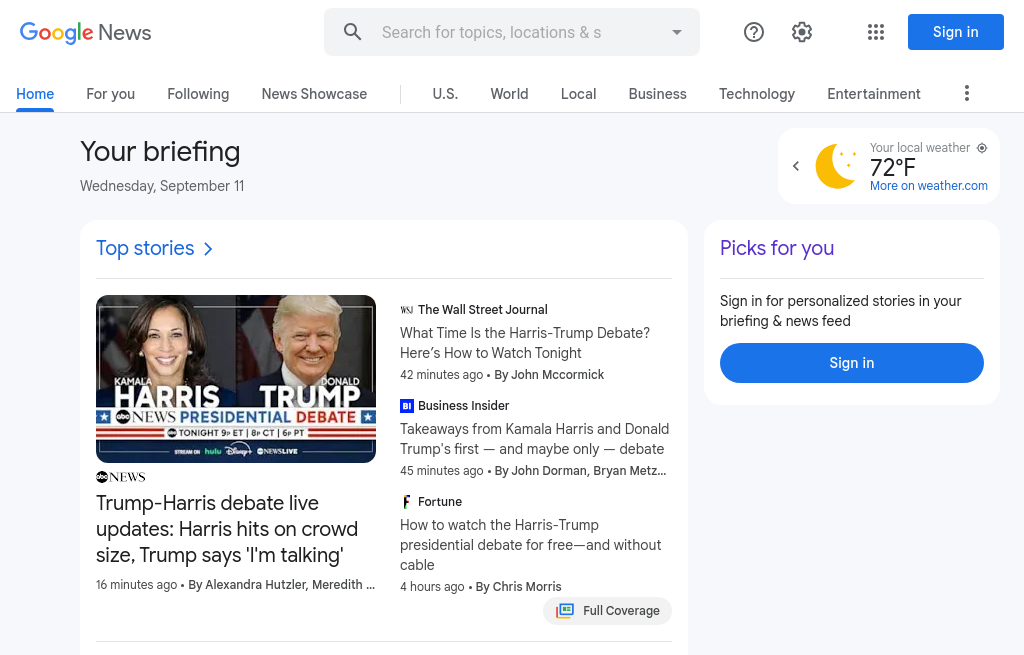 Google News
Search for topics, locations & s
Sign in
Home
For you
Following
News Showcase
U.S.
World
Local
Business
Technology
Entertainment
Your briefing
Wednesday, September 11
Your local weather
72°F
More on weather.com
Top stories
KAMALA
HARRIS
DONALD
TRUMP
abc NEWS PRESIDENTIAL DEBATE
abc TONIGHT 9P ET | 8P CT | 6P PT
STREAM ON hulu Disney+ abc NEWS LIVE
abc NEWS
Trump-Harris debate live
updates: Harris hits on crowd
size, Trump says 'I'm talking'
16 minutes ago • By Alexandra Hutzler, Meredith ...
WSJ The Wall Street Journal
What Time Is the Harris-Trump Debate?
Here's How to Watch Tonight
42 minutes ago • By John Mccormick
BI Business Insider
Takeaways from Kamala Harris and Donald
Trump's first — and maybe only — debate
45 minutes ago • By John Dorman, Bryan Metz...
F Fortune
How to watch the Harris-Trump
presidential debate for free—and without
cable
4 hours ago • By Chris Morris
Full Coverage
Picks for you
Sign in for personalized stories in your
briefing & news feed
Sign in